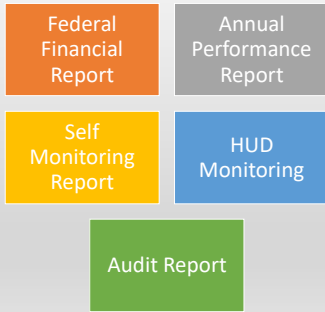 Federal
Financial
Report
Annual
Performance
Report
Self
Monitoring
Report
HUD
Monitoring
Audit Report